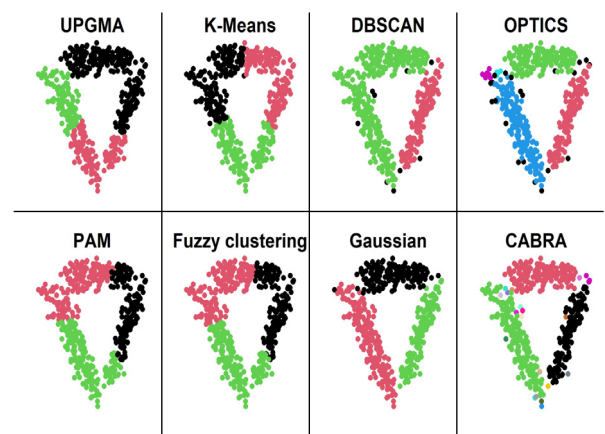 UPGMA
K-Means
DBSCAN
OPTICS
PAM
Fuzzy clustering
Gaussian
CABRA